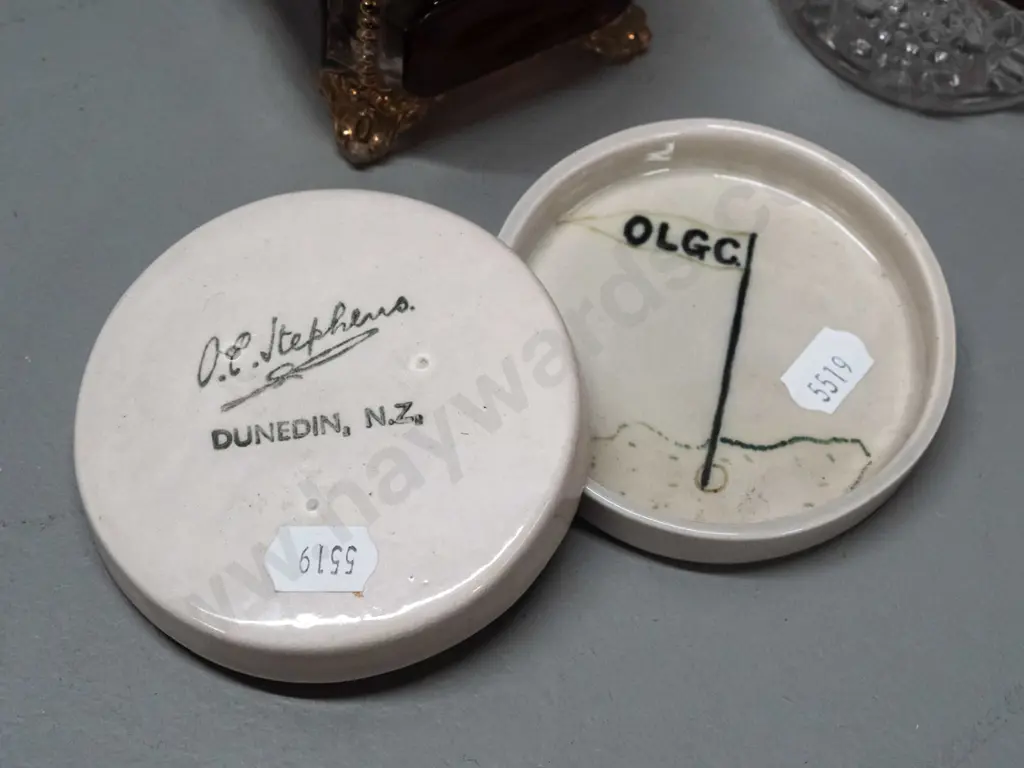 O.E. Stephens.
DUNEDIN, N.Z.
5519
OLGC.
5519
www.haywards.c